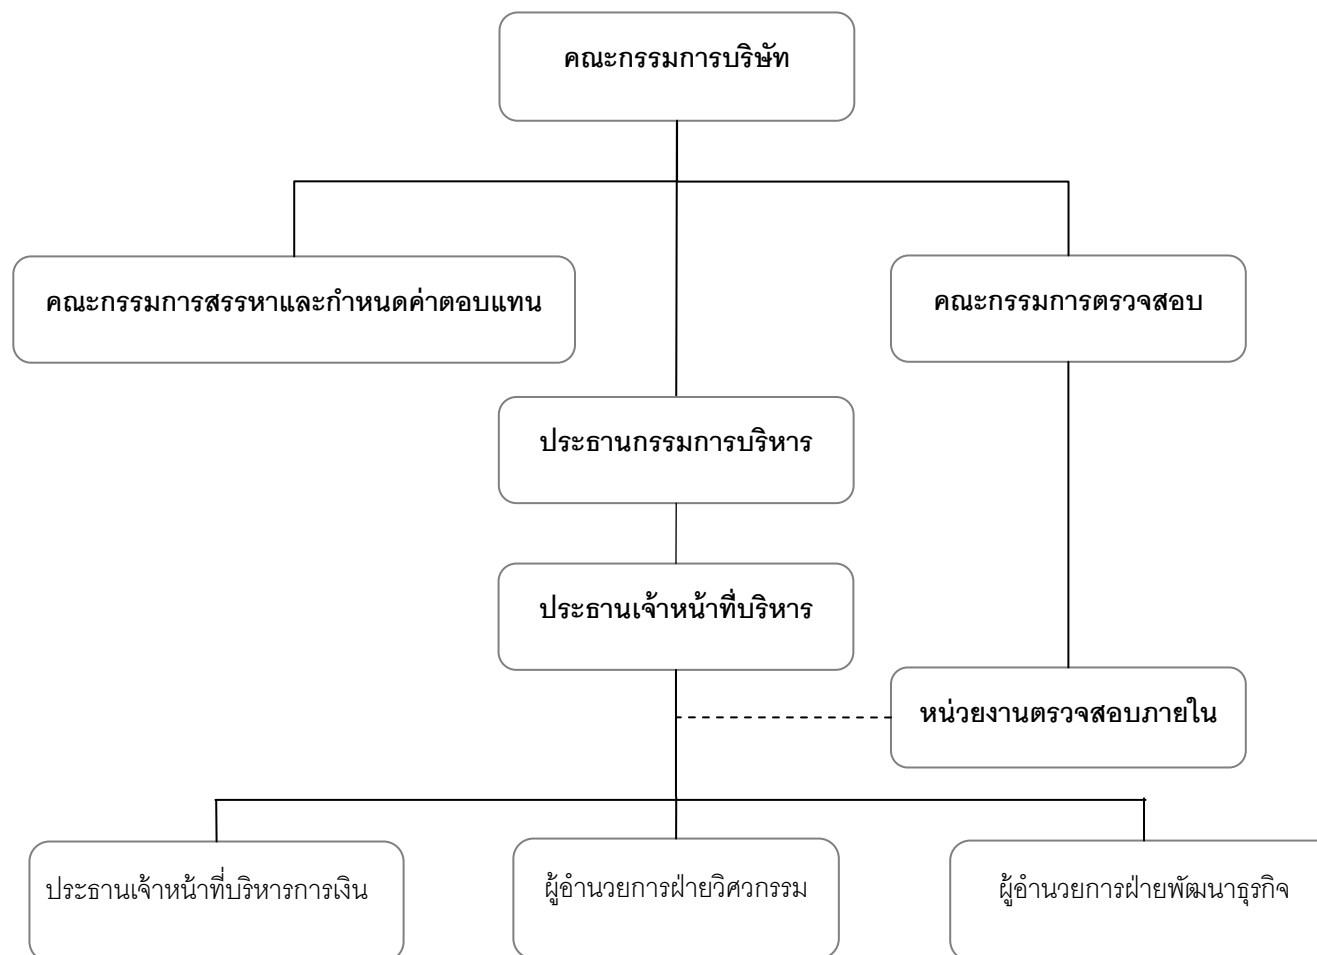 คณะกรรมการบริษัท
คณะกรรมการสรรหาและกำหนดค่าตอบแทน
คณะกรรมการตรวจสอบ
ประธานกรรมการบริหาร
ประธานเจ้าหน้าที่บริหาร
หน่วยงานตรวจสอบภายใน
ประธานเจ้าหน้าที่บริหารการเงิน
ผู้อำนวยการฝ่ายวิศวกรรม
ผู้อำนวยการฝ่ายพัฒนาธุรกิจ